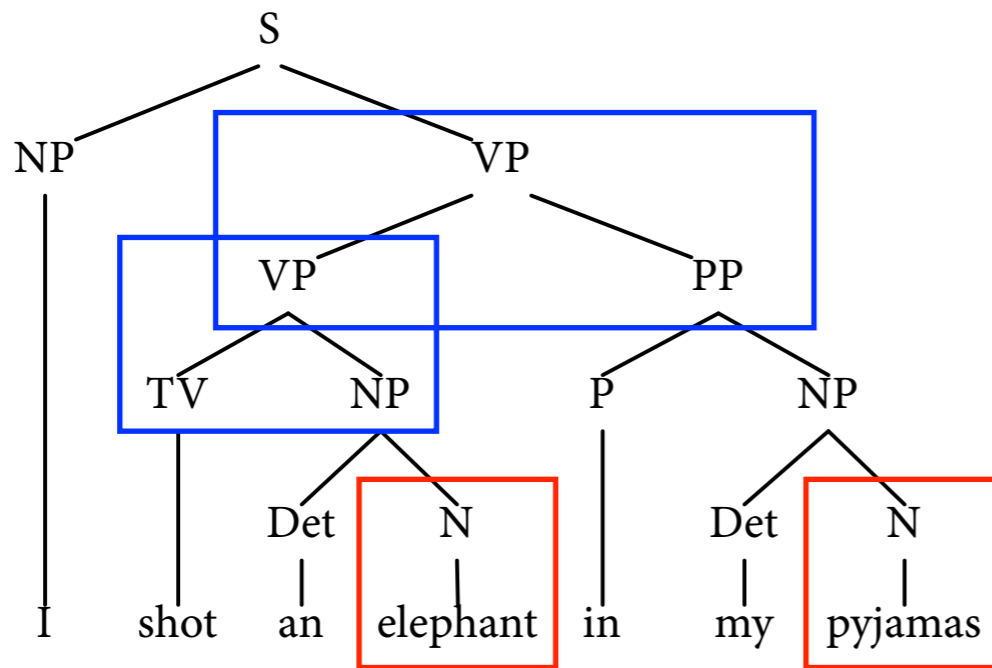 S
NP VP
VP PP
TV NP P NP
Det N Det N
I shot an elephant in my pyjamas